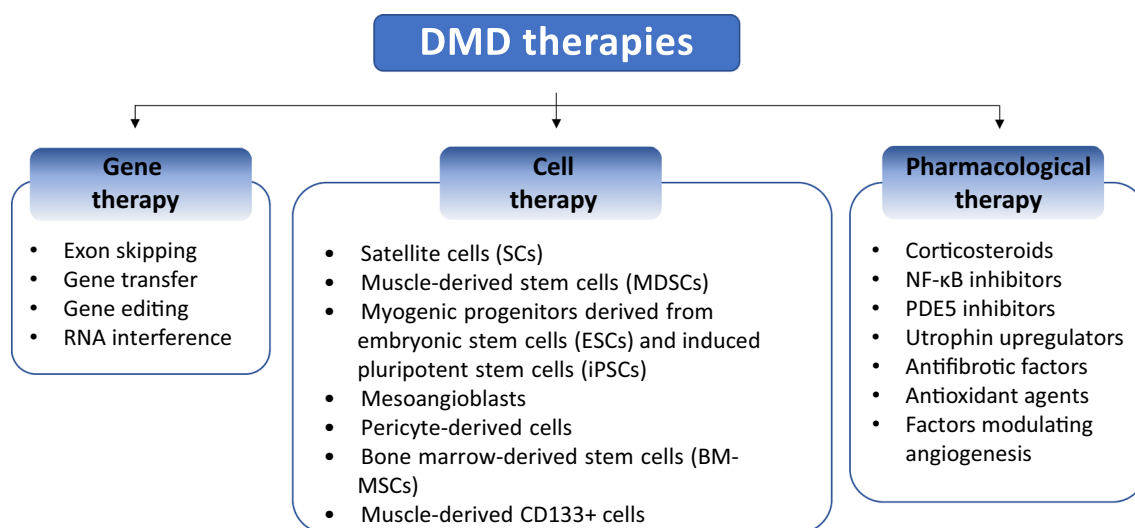 DMD therapies
Gene
therapy
• Exon skipping
• Gene transfer
• Gene editing
• RNA interference
Cell
therapy
• Satellite cells (SCs)
• Muscle-derived stem cells (MDSCs)
• Myogenic progenitors derived from
embryonic stem cells (ESCs) and induced
pluripotent stem cells (iPSCs)
• Mesoangioblasts
• Pericyte-derived cells
• Bone marrow-derived stem cells (BM-
MSCs)
• Muscle-derived CD133+ cells
Pharmacological
therapy
• Corticosteroids
• NF-κB inhibitors
• PDE5 inhibitors
• Utrophin upregulators
• Antifibrotic factors
• Antioxidant agents
• Factors modulating
angiogenesis